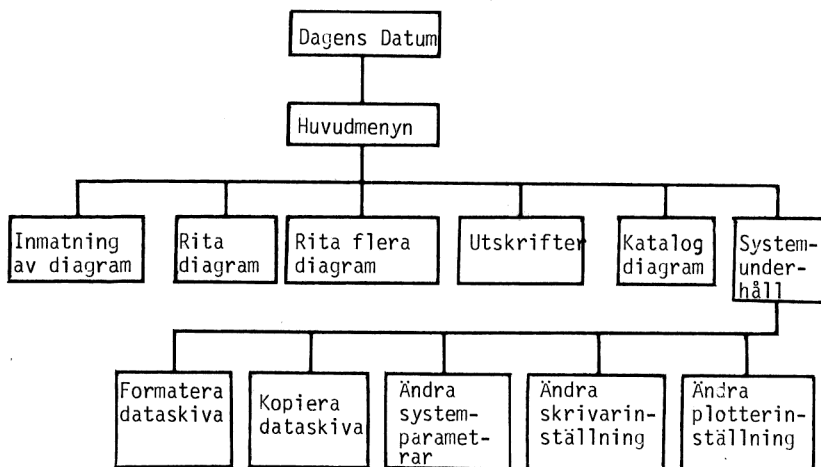 Dagens Datum
Huvudmenyn
Inmatning
av diagram
Rita
diagram
Rita flera
diagram
Utskrifter
Katalog
diagram
System-
under-
håll
Formatera
dataskiva
Kopiera
dataskiva
Ändra
system-
paramet-
rar
Ändra
skrivarin-
ställning
Ändra
plotterin-
ställning